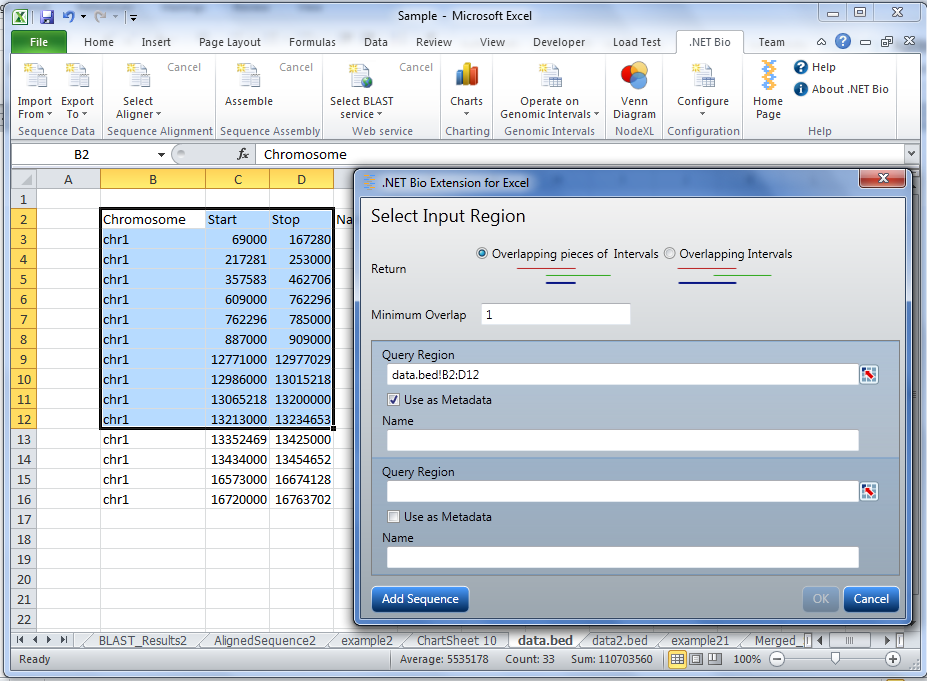 Sample - Microsoft Excel
File Home Insert Page Layout Formulas Data Review View Developer Load Test .NET Bio Team
Cancel Cancel Cancel Help
Import From Export To Select Aligner Assemble Select BLAST service Charts Operate on Genomic Intervals Venn Diagram Configure Home Page About .NET Bio
Sequence Data Sequence Alignment Sequence Assembly Web service Charting Genomic Intervals NodeXL Configuration Help
B2 fx Chromosome
A B C D
1
2 Chromosome Start Stop Na
3 chr1 69000 167280
4 chr1 217281 253000
5 chr1 357583 462706
6 chr1 609000 762296
7 chr1 762296 785000
8 chr1 887000 909000
9 chr1 12771000 12977029
10 chr1 12986000 13015218
11 chr1 13065218 13200000
12 chr1 13213000 13234653
13 chr1 13352469 13425000
14 chr1 13434000 13454652
15 chr1 16573000 16674128
16 chr1 16720000 16763702
17
18
19
20
21
22
.NET Bio Extension for Excel
Select Input Region
Return Overlapping pieces of Intervals Overlapping Intervals
Minimum Overlap 1
Query Region
data.bed!B2:D12
Use as Metadata
Name
Query Region
Use as Metadata
Name
Add Sequence OK Cancel
BLAST_Results2 AlignedSequence2 example2 ChartSheet 10 data.bed data2.bed example21 Merged_
Ready Average: 5535178 Count: 33 Sum: 110703560 100%